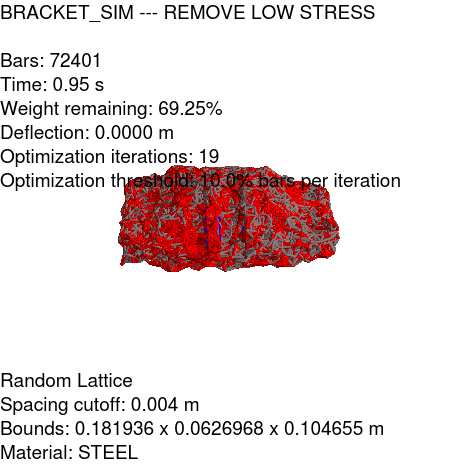 BRACKET_SIM --- REMOVE LOW STRESS
Bars: 72401
Time: 0.95 s
Weight remaining: 69.25%
Deflection: 0.0000 m
Optimization iterations: 19
Optimization threshold: 10.0% bars per iteration
Random Lattice
Spacing cutoff: 0.004 m
Bounds: 0.181936 x 0.0626968 x 0.104655 m
Material: STEEL